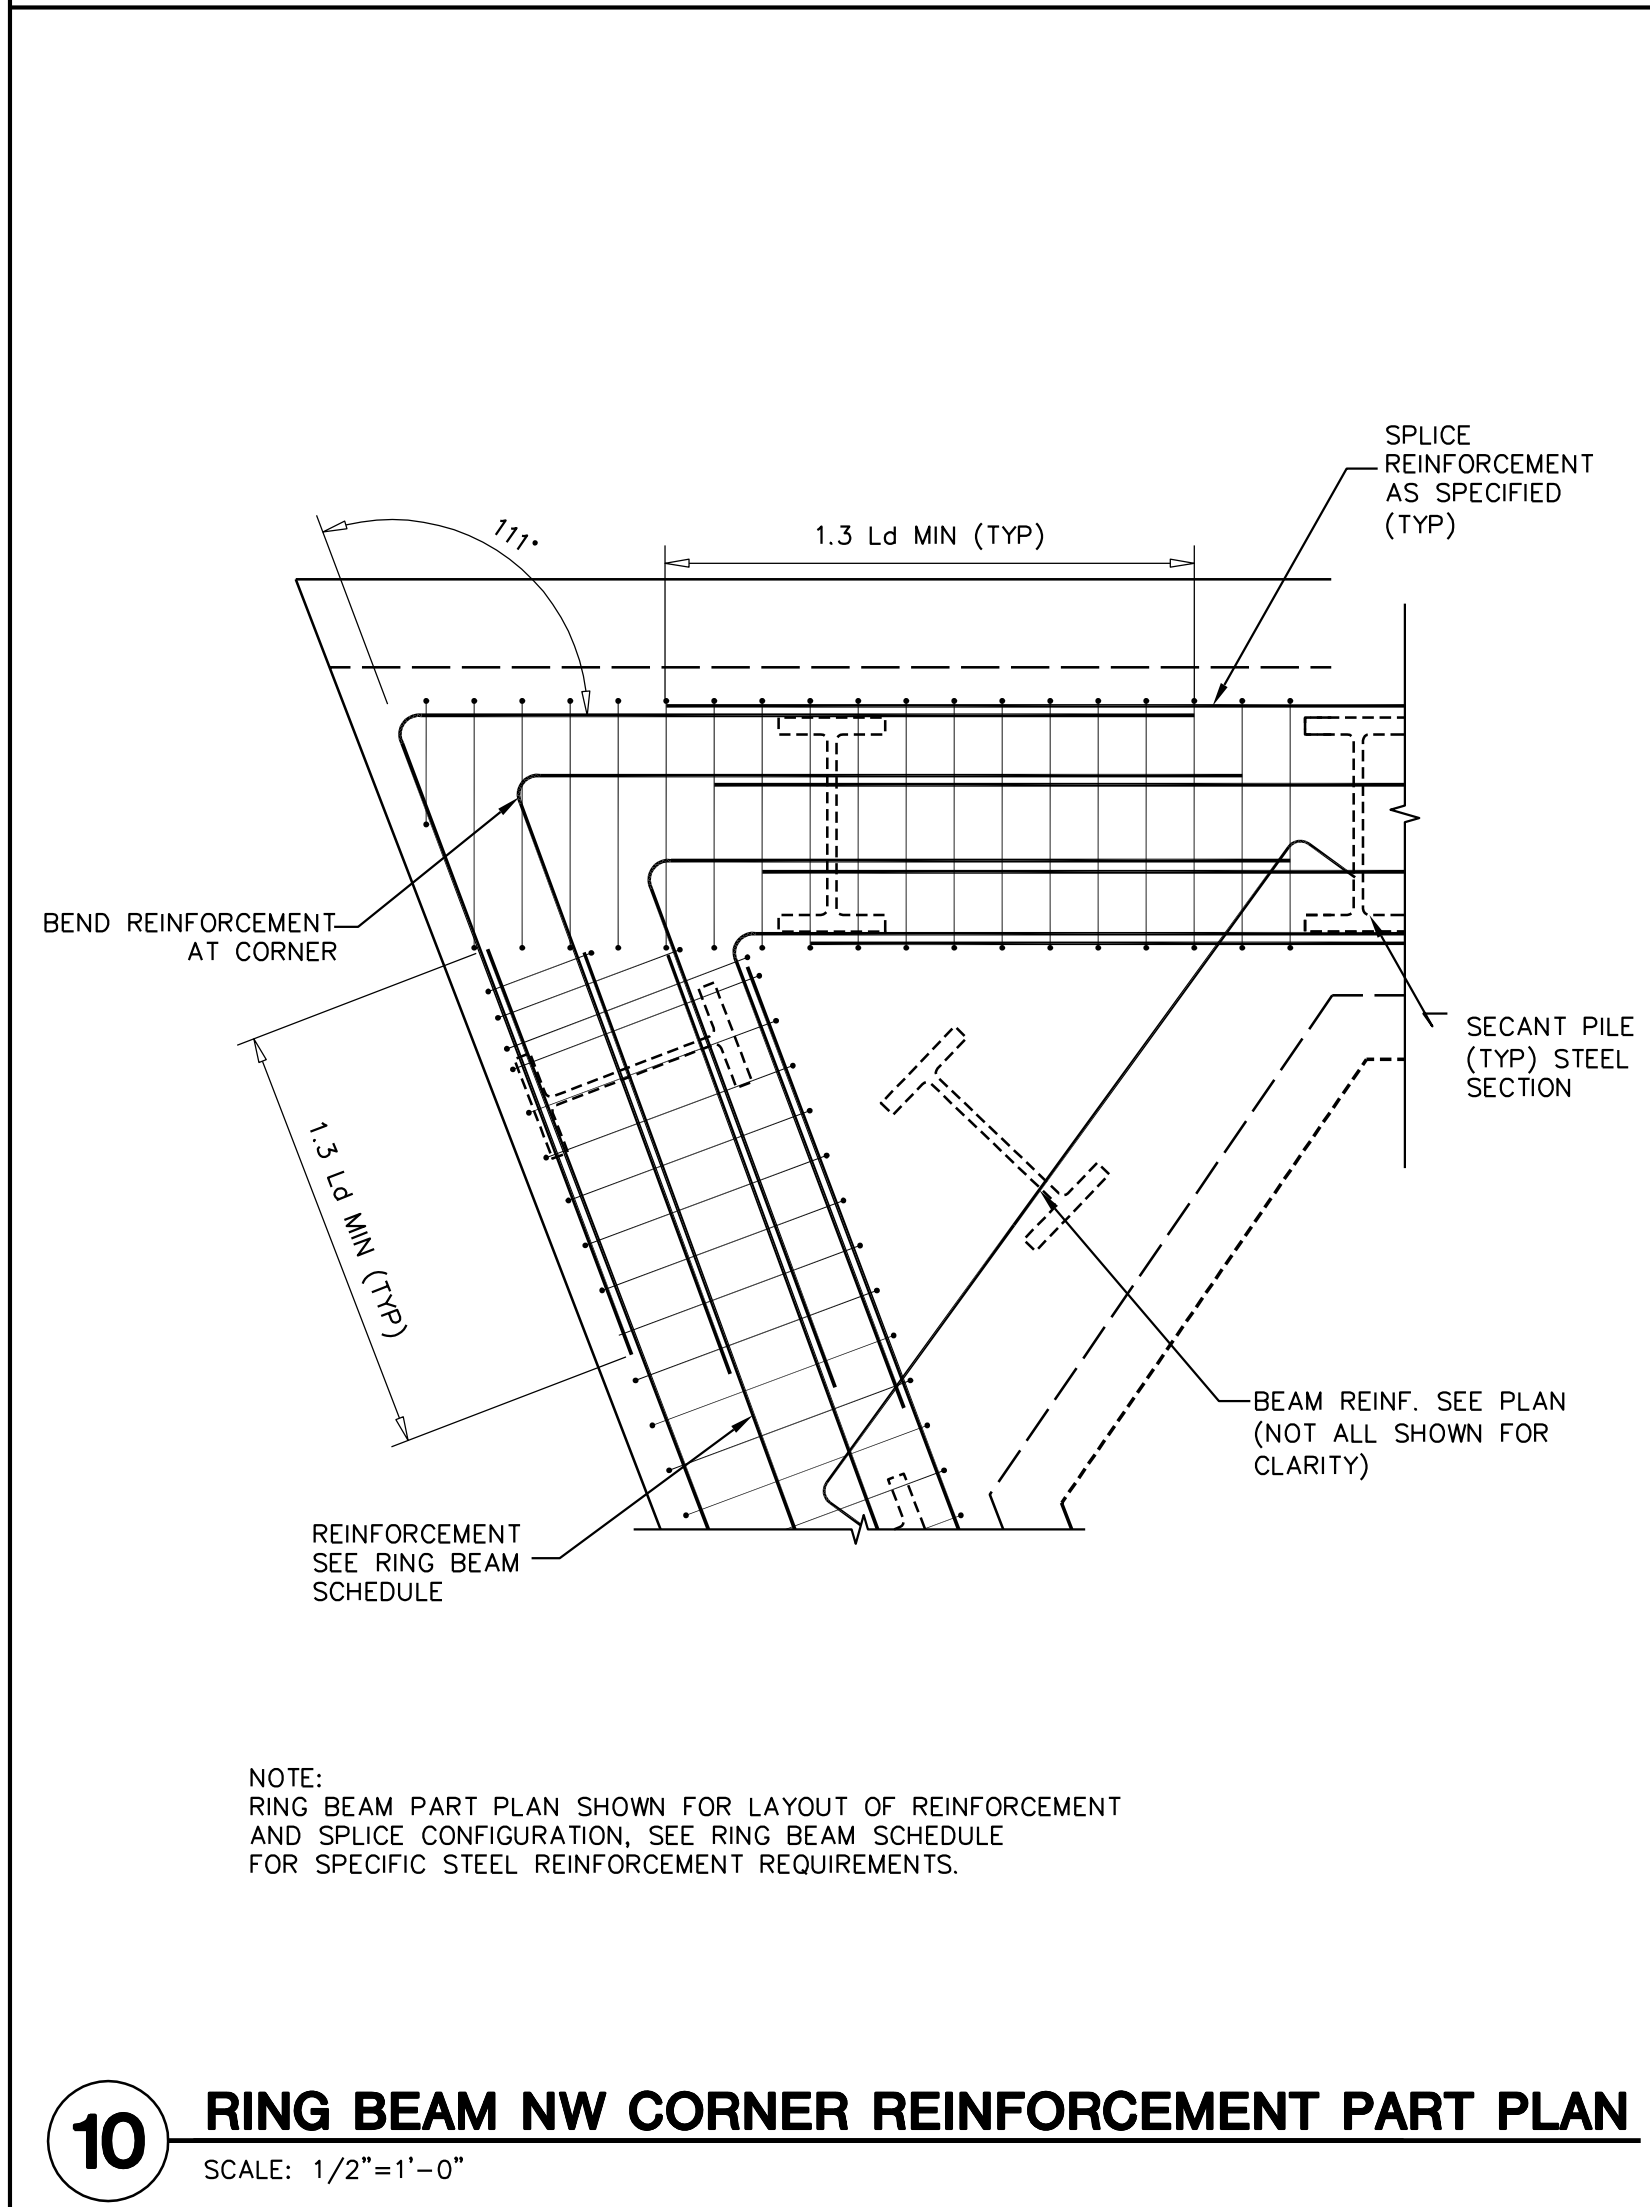 SPLICE
REINFORCEMENT
AS SPECIFIED
(TYP)
111°
1.3 Ld MIN (TYP)
BEND REINFORCEMENT
AT CORNER
SECANT PILE
(TYP) STEEL
SECTION
1.3 Ld MIN (TYP)
BEAM REINF. SEE PLAN
(NOT ALL SHOWN FOR
CLARITY)
REINFORCEMENT
SEE RING BEAM
SCHEDULE
NOTE:
RING BEAM PART PLAN SHOWN FOR LAYOUT OF REINFORCEMENT
AND SPLICE CONFIGURATION, SEE RING BEAM SCHEDULE
FOR SPECIFIC STEEL REINFORCEMENT REQUIREMENTS.
10 RING BEAM NW CORNER REINFORCEMENT PART PLAN
SCALE: 1/2"=1'-0"